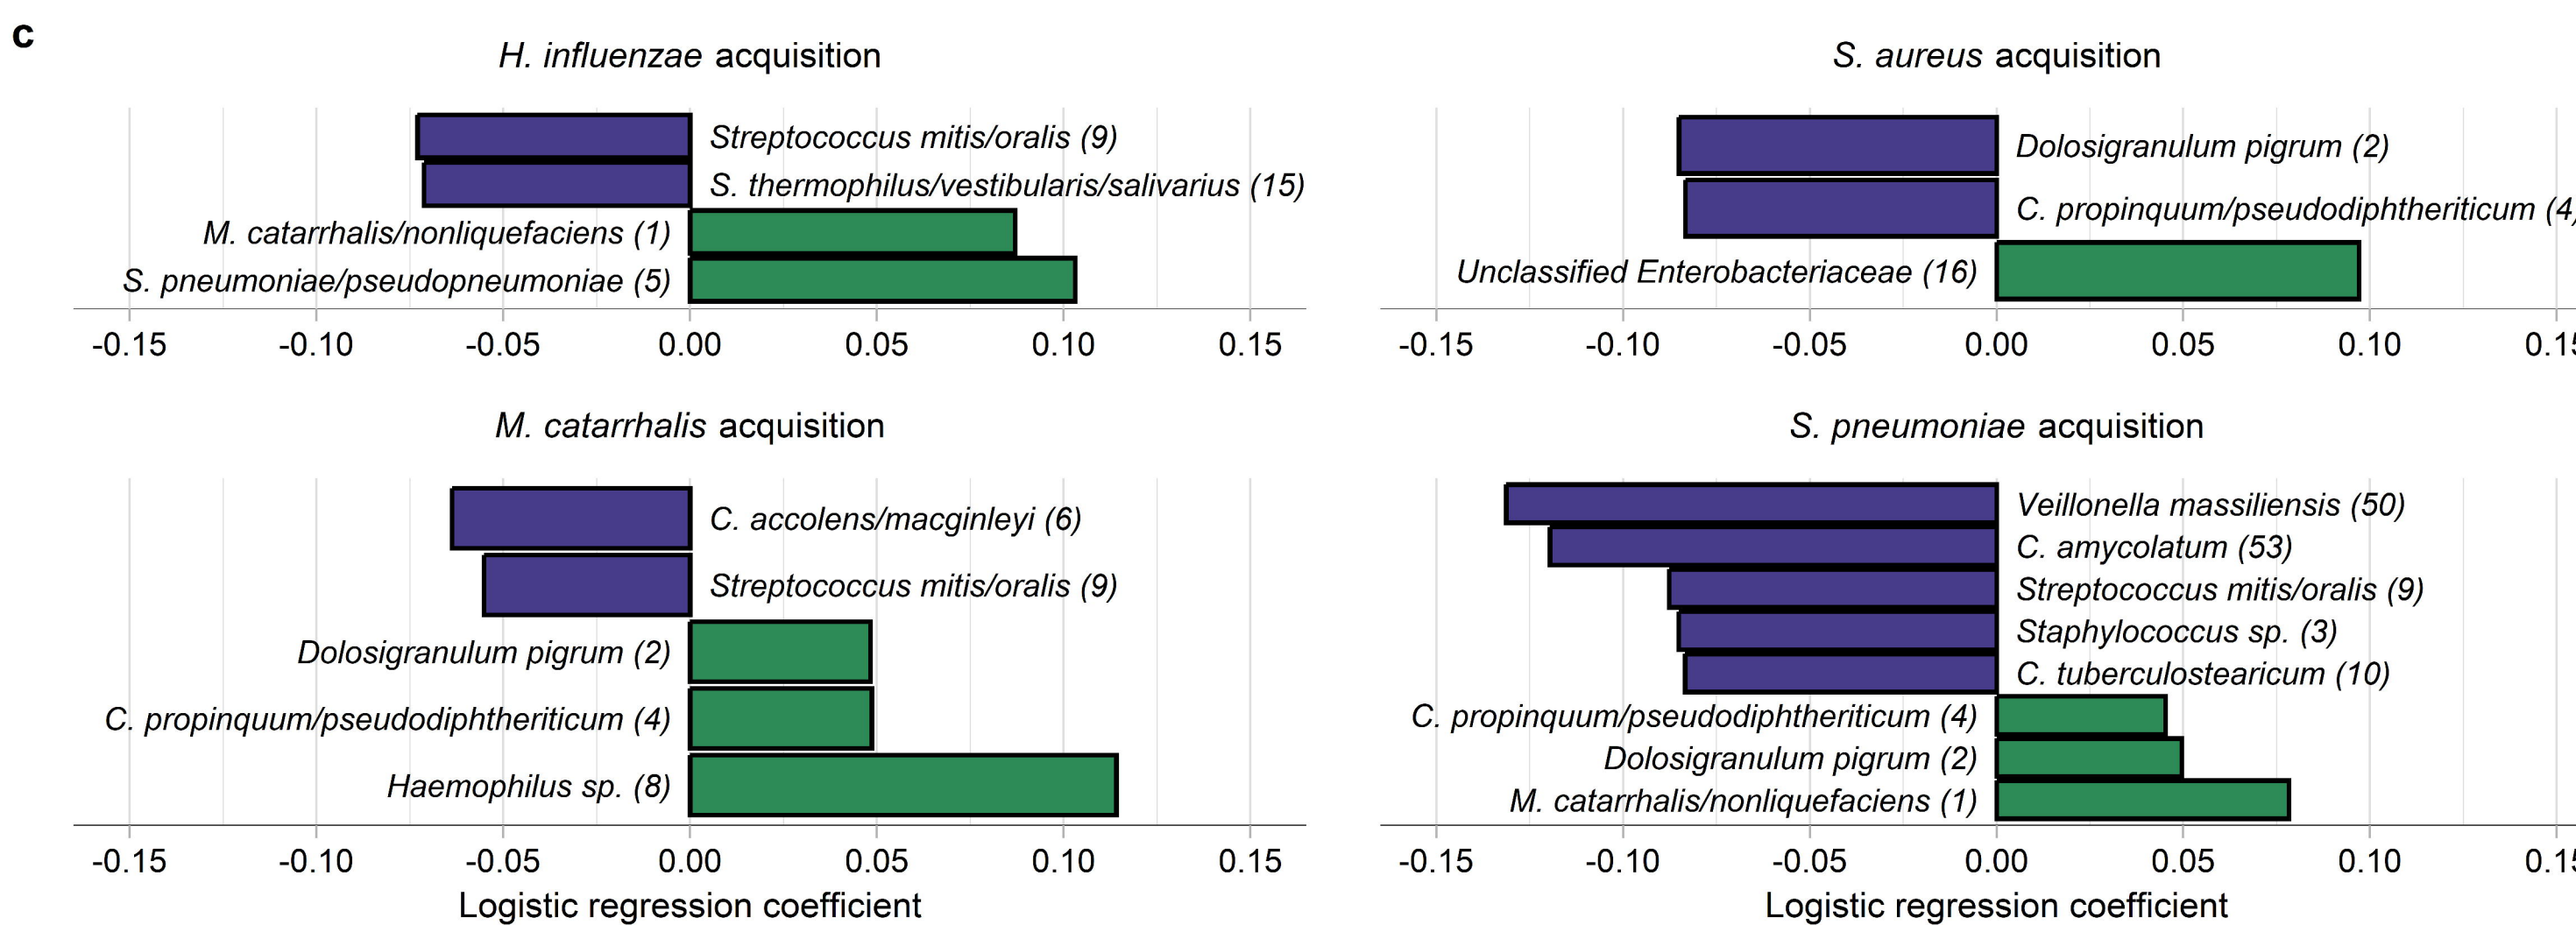 c
H. influenzae acquisition
Streptococcus mitis/oralis (9)
S. thermophilus/vestibularis/salivarius (15)
M. catarrhalis/nonliquefaciens (1)
S. pneumoniae/pseudopneumoniae (5)
-0.15 -0.10 -0.05 0.00 0.05 0.10 0.15
S. aureus acquisition
Dolosigranulum pigrum (2)
C. propinquum/pseudodiphtheriticum (4)
Unclassified Enterobacteriaceae (16)
-0.15 -0.10 -0.05 0.00 0.05 0.10 0.15
M. catarrhalis acquisition
C. accolens/macginleyi (6)
Streptococcus mitis/oralis (9)
Dolosigranulum pigrum (2)
C. propinquum/pseudodiphtheriticum (4)
Haemophilus sp. (8)
-0.15 -0.10 -0.05 0.00 0.05 0.10 0.15
Logistic regression coefficient
S. pneumoniae acquisition
Veillonella massiliensis (50)
C. amycolatum (53)
Streptococcus mitis/oralis (9)
Staphylococcus sp. (3)
C. tuberculostearicum (10)
C. propinquum/pseudodiphtheriticum (4)
Dolosigranulum pigrum (2)
M. catarrhalis/nonliquefaciens (1)
-0.15 -0.10 -0.05 0.00 0.05 0.10 0.15
Logistic regression coefficient